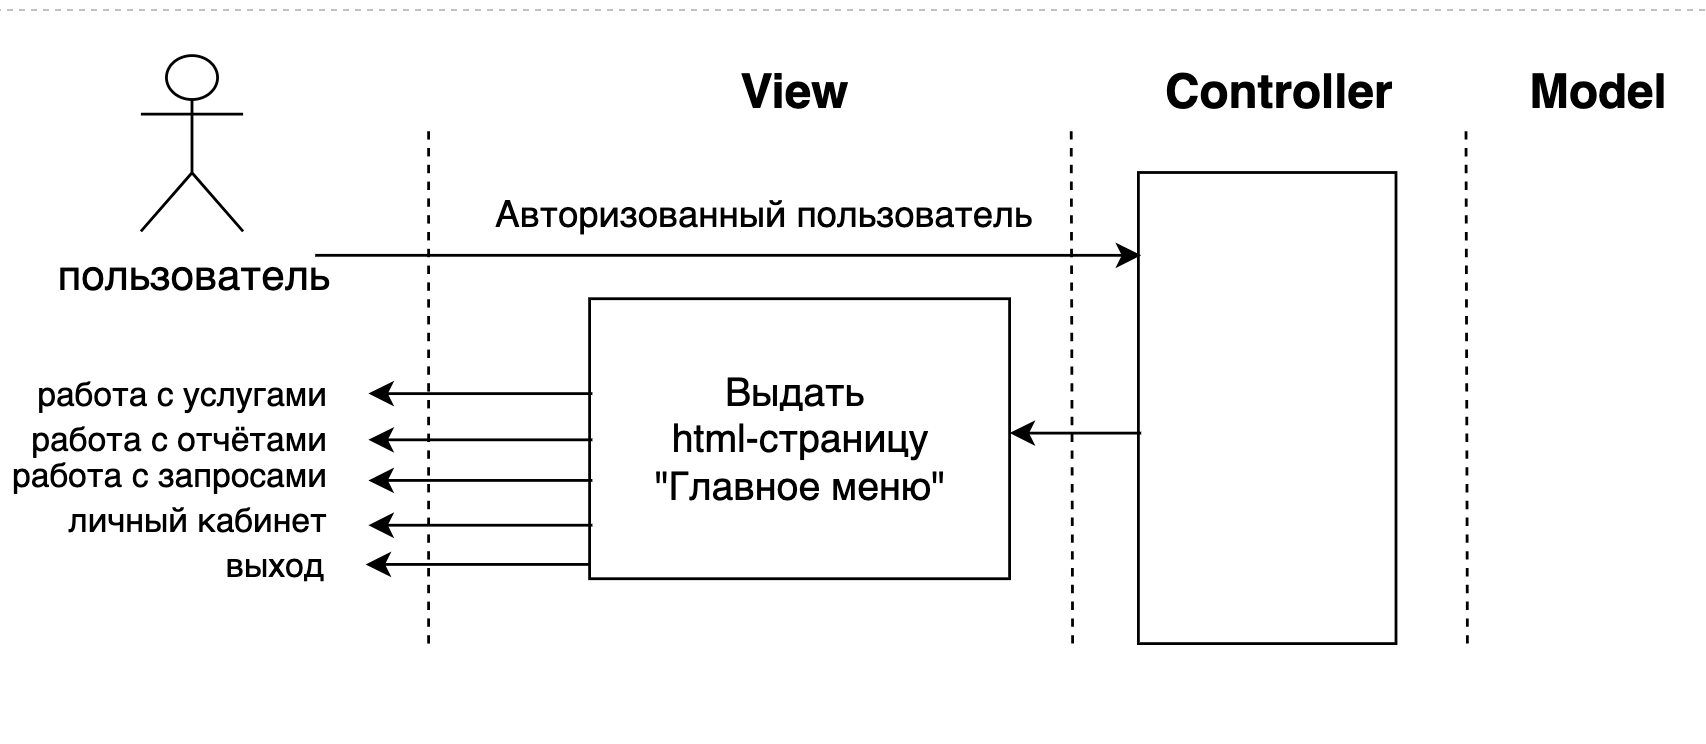 View
Controller
Model
Авторизованный пользователь
пользователь
работа с услугами
работа с отчётами
работа с запросами
личный кабинет
выход
Выдать
html-страницу
"Главное меню"